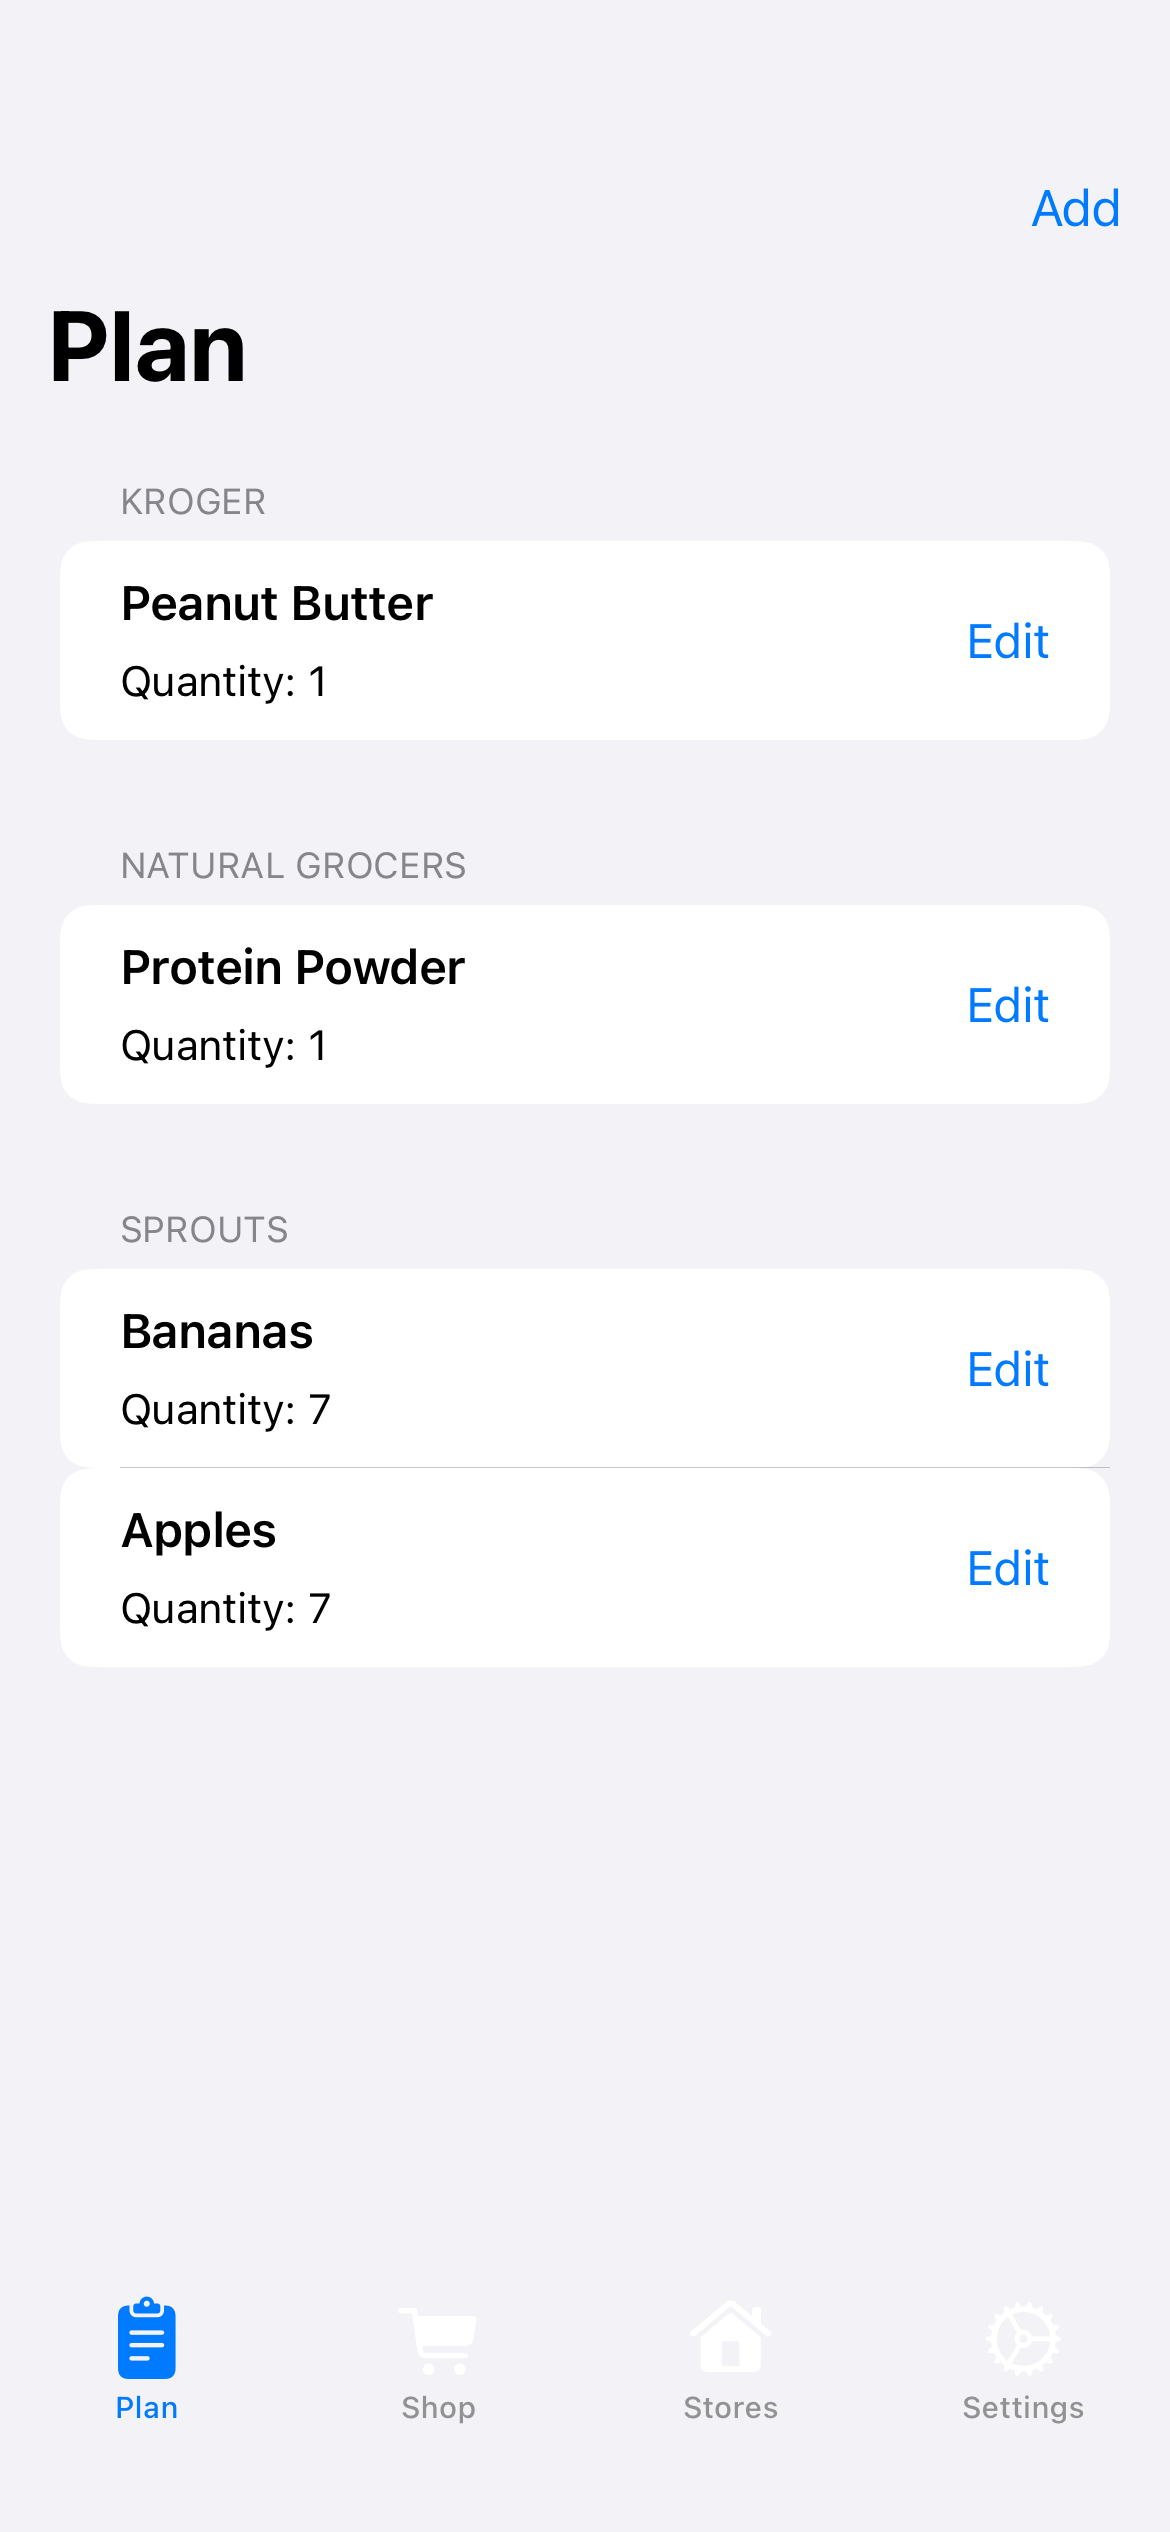 Add
Plan
KROGER
Peanut Butter
Quantity: 1
Edit
NATURAL GROCERS
Protein Powder
Quantity: 1
Edit
SPROUTS
Bananas
Quantity: 7
Edit
Apples
Quantity: 7
Edit
Plan
Shop
Stores
Settings